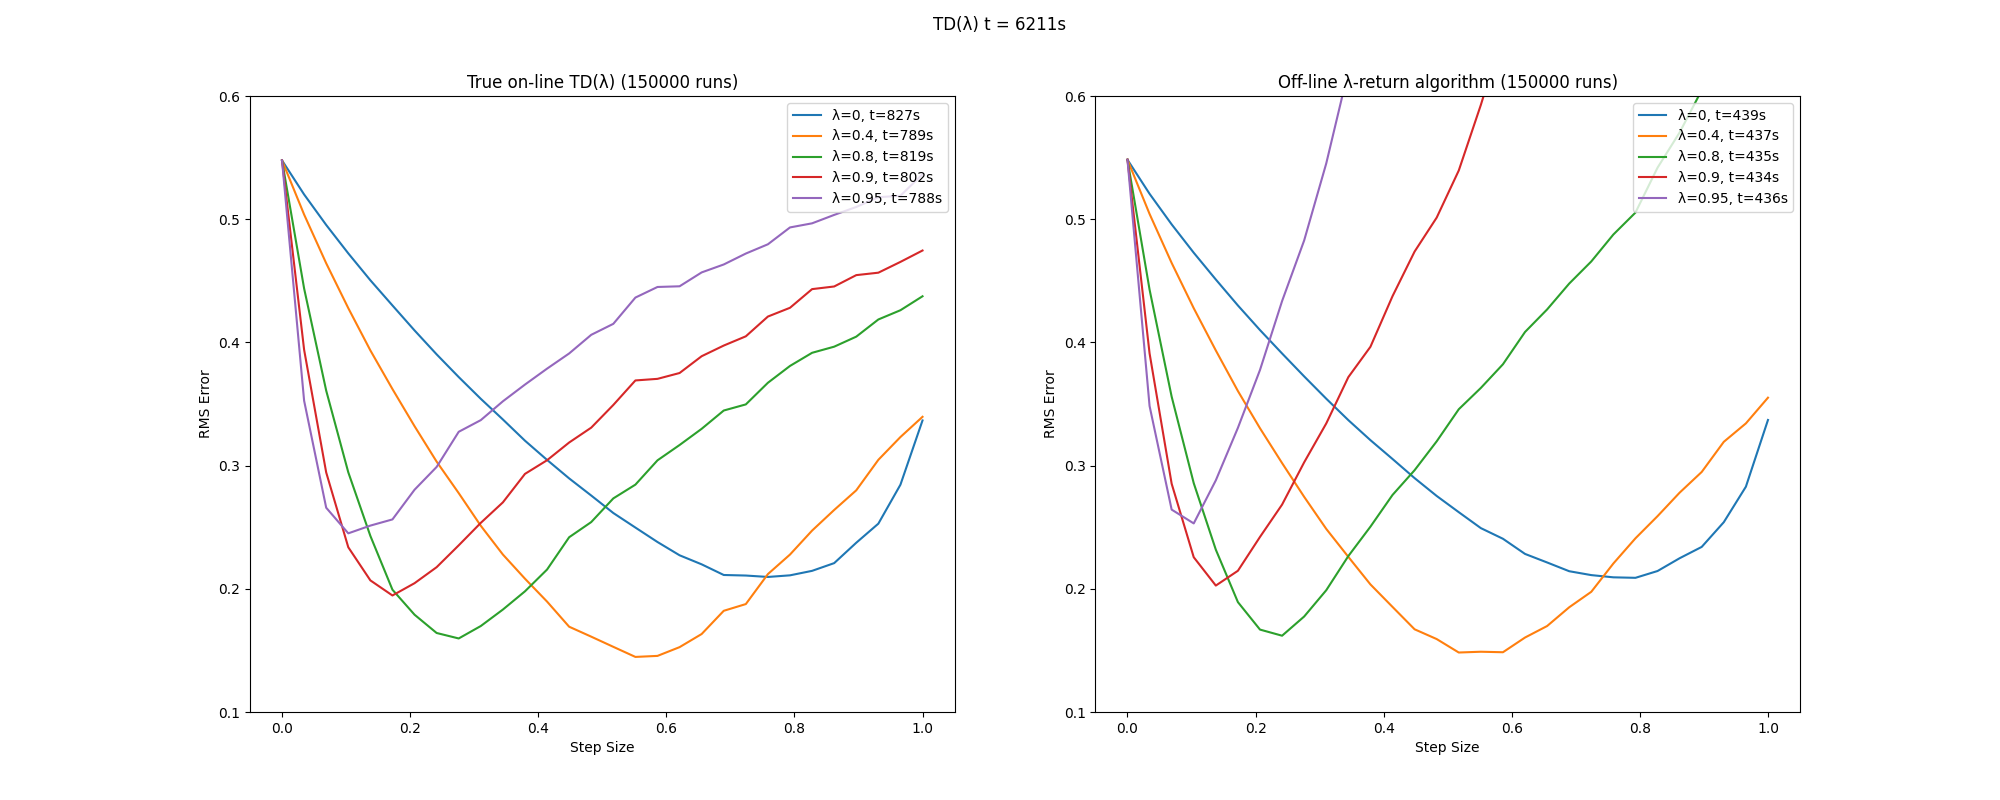 TD(λ) t = 6211s
True on-line TD(λ) (150000 runs)
0.6
0.5
0.4
0.3
0.2
0.1
RMS Error
λ=0, t=827s
λ=0.4, t=789s
λ=0.8, t=819s
λ=0.9, t=802s
λ=0.95, t=788s
0.0 0.2 0.4 0.6 0.8 1.0
Step Size
Off-line λ-return algorithm (150000 runs)
0.6
0.5
0.4
0.3
0.2
0.1
RMS Error
λ=0, t=439s
λ=0.4, t=437s
λ=0.8, t=435s
λ=0.9, t=434s
λ=0.95, t=436s
0.0 0.2 0.4 0.6 0.8 1.0
Step Size